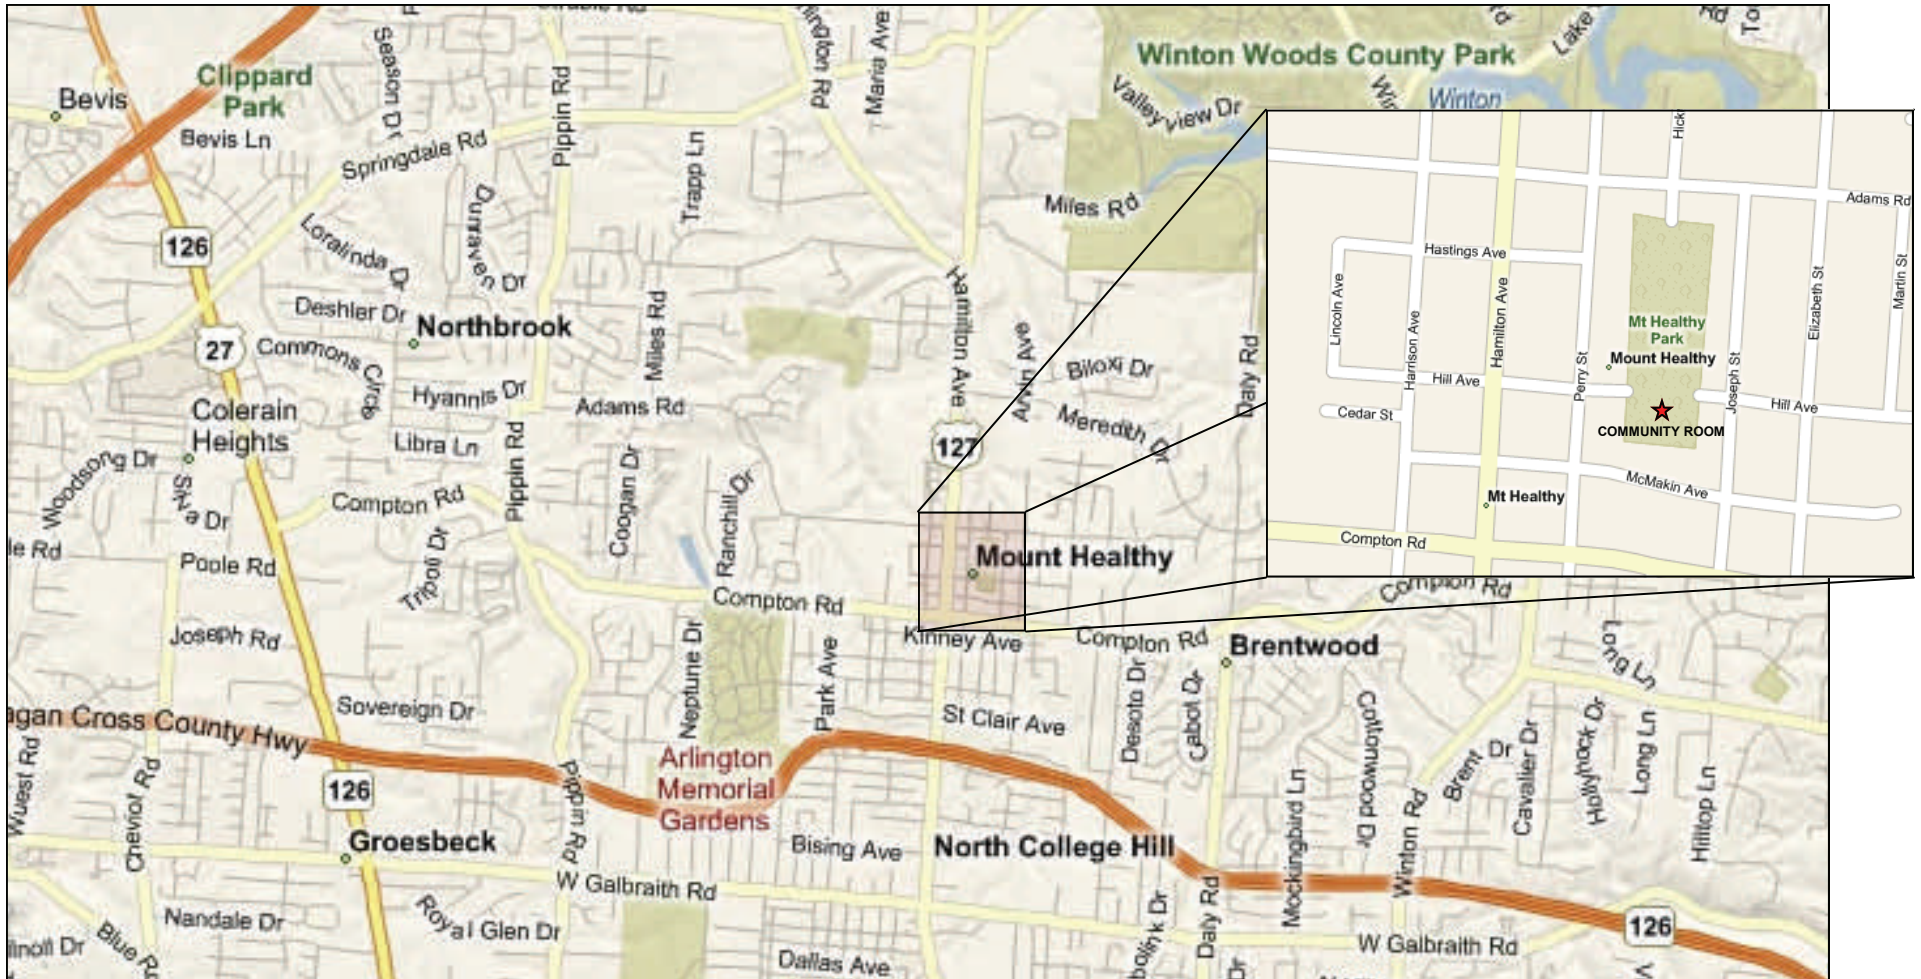 Season Dr
Maria Ave
Lake
Winton Woods County Park
Clippard
Park
Bevis
Bevis Ln
Pippin Rd
Valley view Dr
Winton
Springdale Rd
Trapp Ln
Miles Rd
Dunraven Dr
Loralinda Dr
126
Deshler Dr
Northbrook
Miles Rd
Hamilton Ave
Arvin Ave
Biloxi Dr
Daly Rd
27
Commons Circle
Hyannis Dr
Adams Rd
Meredith Dr
Colerain
Heights
Libra Ln
Pippin Rd
127
Woodsong Dr
Compton Rd
Coogan Dr
Ranchill Dr
le Rd
Poole Rd
Tripoli Dr
Mount Healthy
Compton Rd
Compton Rd
Joseph Rd
Kinney Ave
Compton Rd
Brentwood
Neptune Dr
Park Ave
Desoto Dr
Cabot Dr
Long Ln
Sovereign Dr
St Clair Ave
Cottonwood Dr
agan Cross County Hwy
Arlington
Memorial
Gardens
Brent Dr
Cavalier Dr
Hollyhock Dr
Long Ln
Hilltop Ln
Wuest Rd
Cheviot Rd
126
Pippin Rd
Mockingbird Ln
Winton Rd
Groesbeck
Bising Ave
North College Hill
W Galbraith Rd
Daly Rd
126
Nandale Dr
Royal Glen Dr
W Galbraith Rd
Blue R
Dallas Ave
Hick
Adams Rd
Hastings Ave
Lincoln Ave
Harrison Ave
Hamilton Ave
Elizabeth St
Martin St
Mt Healthy
Park
Mount Healthy
Perry St
Joseph St
Hill Ave
Hill Ave
Cedar St
COMMUNITY ROOM
McMakin Ave
Mt Healthy
Compton Rd